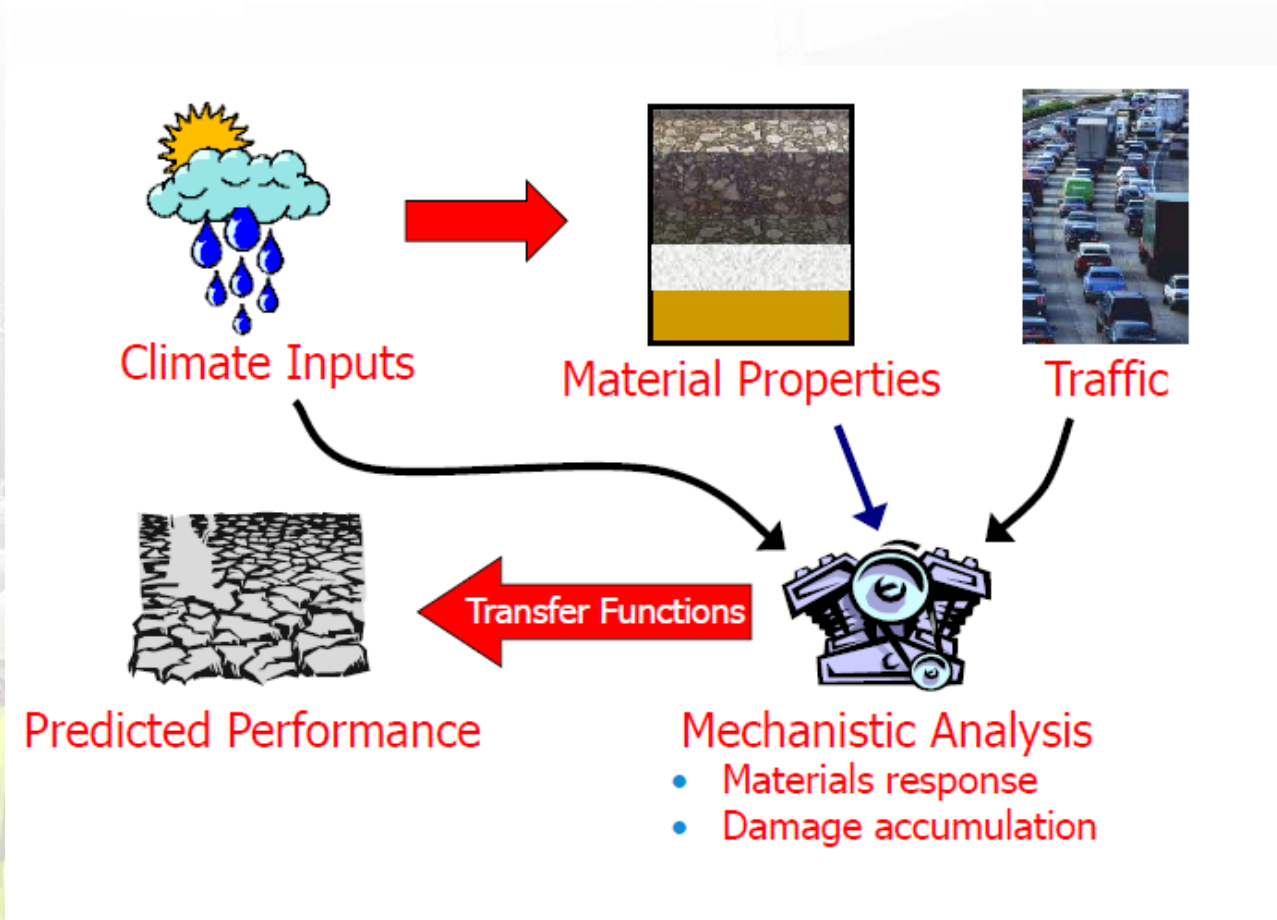 Climate Inputs
Material Properties
Traffic
Transfer Functions
Predicted Performance
Mechanistic Analysis
• Materials response
• Damage accumulation